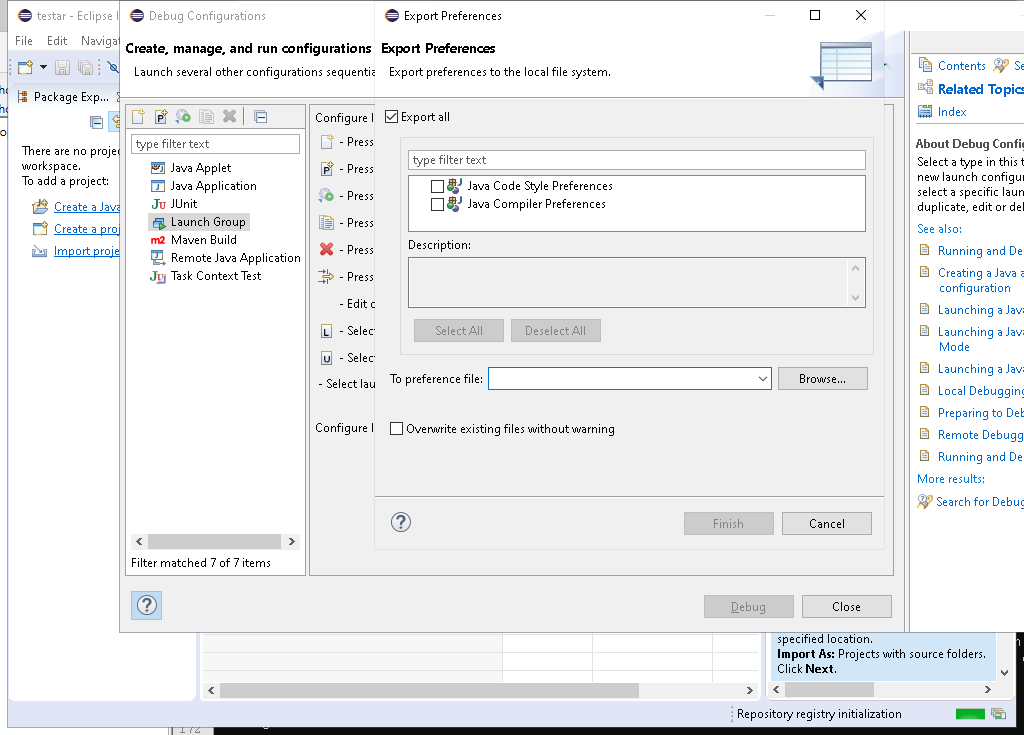 testar - Eclipse I
Debug Configurations
Export Preferences
File Edit Navigat
Create, manage, and run configurations
Export Preferences
Launch several other configurations sequentia
Export preferences to the local file system.
Contents
Related Topics
Index
Package Exp...
There are no projec
workspace.
To add a project:
Create a Java
Create a proj
Import proje
type filter text
Java Applet
Java Application
JUnit
Launch Group
Maven Build
Remote Java Application
Task Context Test
Filter matched 7 of 7 items
Configure l
- Press
- Press
- Press
- Press
- Press
- Press
- Edit c
- Select
- Select
- Select lau
Configure l
Export all
type filter text
Java Code Style Preferences
Java Compiler Preferences
Description:
Select All Deselect All
To preference file:
Browse...
Overwrite existing files without warning
Finish Cancel
Debug Close
About Debug Config
Select a type in this t
new launch configur
select a specific laun
duplicate, edit or del
See also:
Running and De
Creating a Java a
configuration
Launching a Java
Launching a Java
Mode
Launching a Java
Local Debugging
Preparing to Deb
Remote Debugg
Running and De
More results:
Search for Debug
specified location.
Import As: Projects with source folders.
Click Next.
Repository registry initialization
172